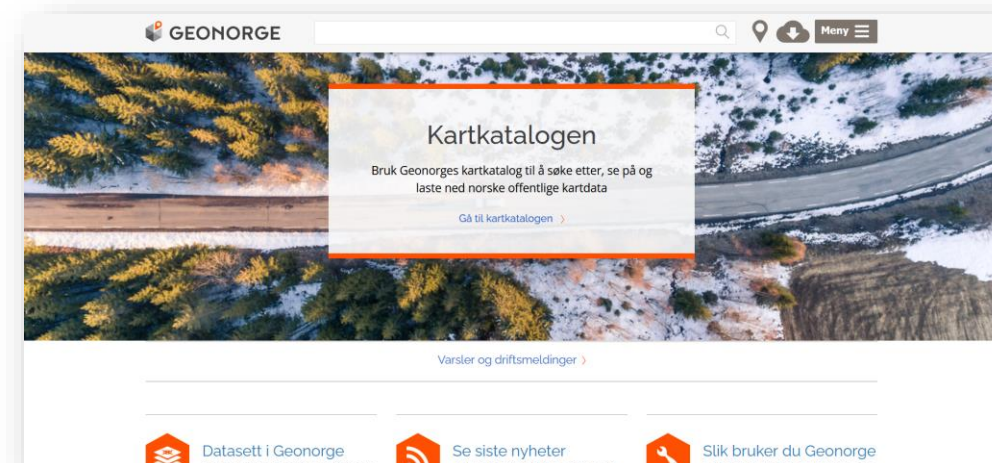 GEONORGE
Meny
Kartkatalogen
Bruk Geonorges kartkatalog til å søke etter, se på og
laste ned norske offentlige kartdata
Gå til kartkatalogen
Varsler og driftsmeldinger
Datasett i Geonorge
Se siste nyheter
Slik bruker du Geonorge